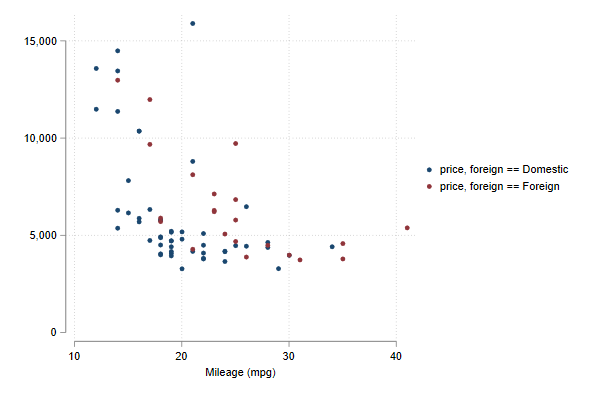 15,000
10,000
5,000
0
10
20
30
40
Mileage (mpg)
price, foreign == Domestic
price, foreign == Foreign